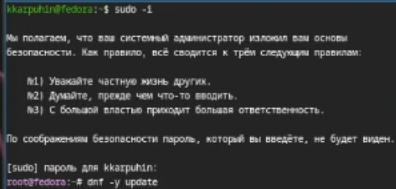 kkarpuhin@fedora:~$ sudo -i
Мы полагаем, что ваш системный администратор изложил вам основы
безопасности. Как правило, всё сводится к трём следующим правилам:
№1) Уважайте частную жизнь других.
№2) Думайте, прежде чем что-то вводить.
№3) С большой властью приходит большая ответственность.
По соображениям безопасности пароль, который вы введёте, не будет виден.
[sudo] пароль для kkarpuhin:
root@fedora:~# dnf -y update